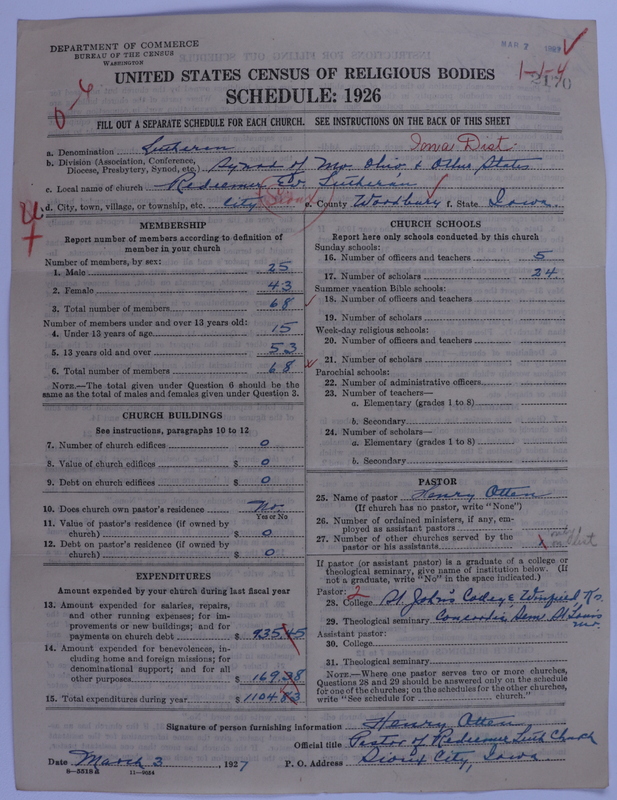 DEPARTMENT OF COMMERCE
BUREAU OF THE CENSUS
WASHINGTON
MAR 7 1927
1-1-4
2170
UNITED STATES CENSUS OF RELIGIOUS BODIES
SCHEDULE: 1926
FILL OUT A SEPARATE SCHEDULE FOR EACH CHURCH. SEE INSTRUCTIONS ON THE BACK OF THIS SHEET
a. Denomination Lutheran Iowa Dist.
b. Division (Association, Conference, Diocese, Presbytery, Synod, etc.) Synod of Mo. Ohio & Other States
c. Local name of church Redeemer Ev. Lutheran
d. City, town, village, or township, etc. City Sioux e. County Woodbury f. State Iowa.
MEMBERSHIP
Report number of members according to definition of
member in your church
Number of members, by sex:
1. Male 25
2. Female 43
3. Total number of members 68
Number of members under and over 13 years old:
4. Under 13 years of age 15
5. 13 years old and over 53
6. Total number of members 68
NOTE.—The total given under Question 6 should be the
same as the total of males and females given under Question 3.
CHURCH BUILDINGS
See instructions, paragraphs 10 to 12
7. Number of church edifices 0
8. Value of church edifices $ 0
9. Debt on church edifices $ 0
10. Does church own pastor's residence No.
Yes or No
11. Value of pastor's residence (if owned by
church) $ 0
12. Debt on pastor's residence (if owned by
church) $ 0
EXPENDITURES
Amount expended by your church during last fiscal year
13. Amount expended for salaries, repairs,
and other running expenses; for im-
provements or new buildings; and for
payments on church debt $ 935.45
14. Amount expended for benevolences, in-
cluding home and foreign missions; for
denominational support; and for all
other purposes $ 169.38
15. Total expenditures during year $ 1104.83
CHURCH SCHOOLS
Report here only schools conducted by this church
Sunday schools:
16. Number of officers and teachers 5
17. Number of scholars 24
Summer vacation Bible schools:
18. Number of officers and teachers
19. Number of scholars
Week-day religious schools:
20. Number of officers and teachers
21. Number of scholars
Parochial schools:
22. Number of administrative officers
23. Number of teachers—
a. Elementary (grades 1 to 8)
b. Secondary
24. Number of scholars—
a. Elementary (grades 1 to 8)
b. Secondary
PASTOR
25. Name of pastor Henry Otten
(If church has no pastor, write "None")
26. Number of ordained ministers, if any, em-
ployed as assistant pastors
27. Number of other churches served by the
pastor or his assistants
If pastor (or assistant pastor) is a graduate of a college or
theological seminary, give name of institution below. (If
not a graduate, write "No" in the space indicated.)
Pastor: 2
28. College St. John's College Winfield Ks.
29. Theological seminary Concordia Sem. St. Louis Mo.
Assistant pastor:
30. College
31. Theological seminary
NOTE.—Where one pastor serves two or more churches,
Questions 28 and 29 should be answered only on the schedule
for one of the churches; on the schedules for the other churches,
write "See schedule for church."
Signature of person furnishing information Henry Otten
Official title Pastor of Redeemer Luth Church
Date March 3, 1927 P. O. Address Sioux City, Iowa
8-5518a 11-9054